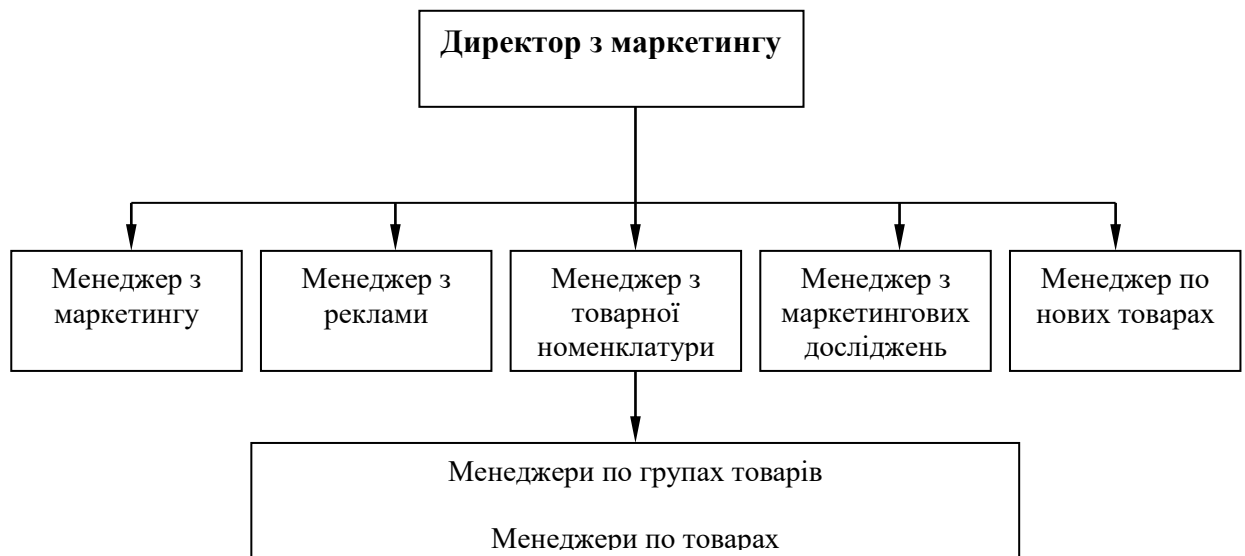 Директор з маркетингу
Менеджер з
маркетингу
Менеджер з
реклами
Менеджер з
товарної
номенклатури
Менеджер з
маркетингових
досліджень
Менеджер по
нових товарах
Менеджери по групах товарів
Менеджери по товарах